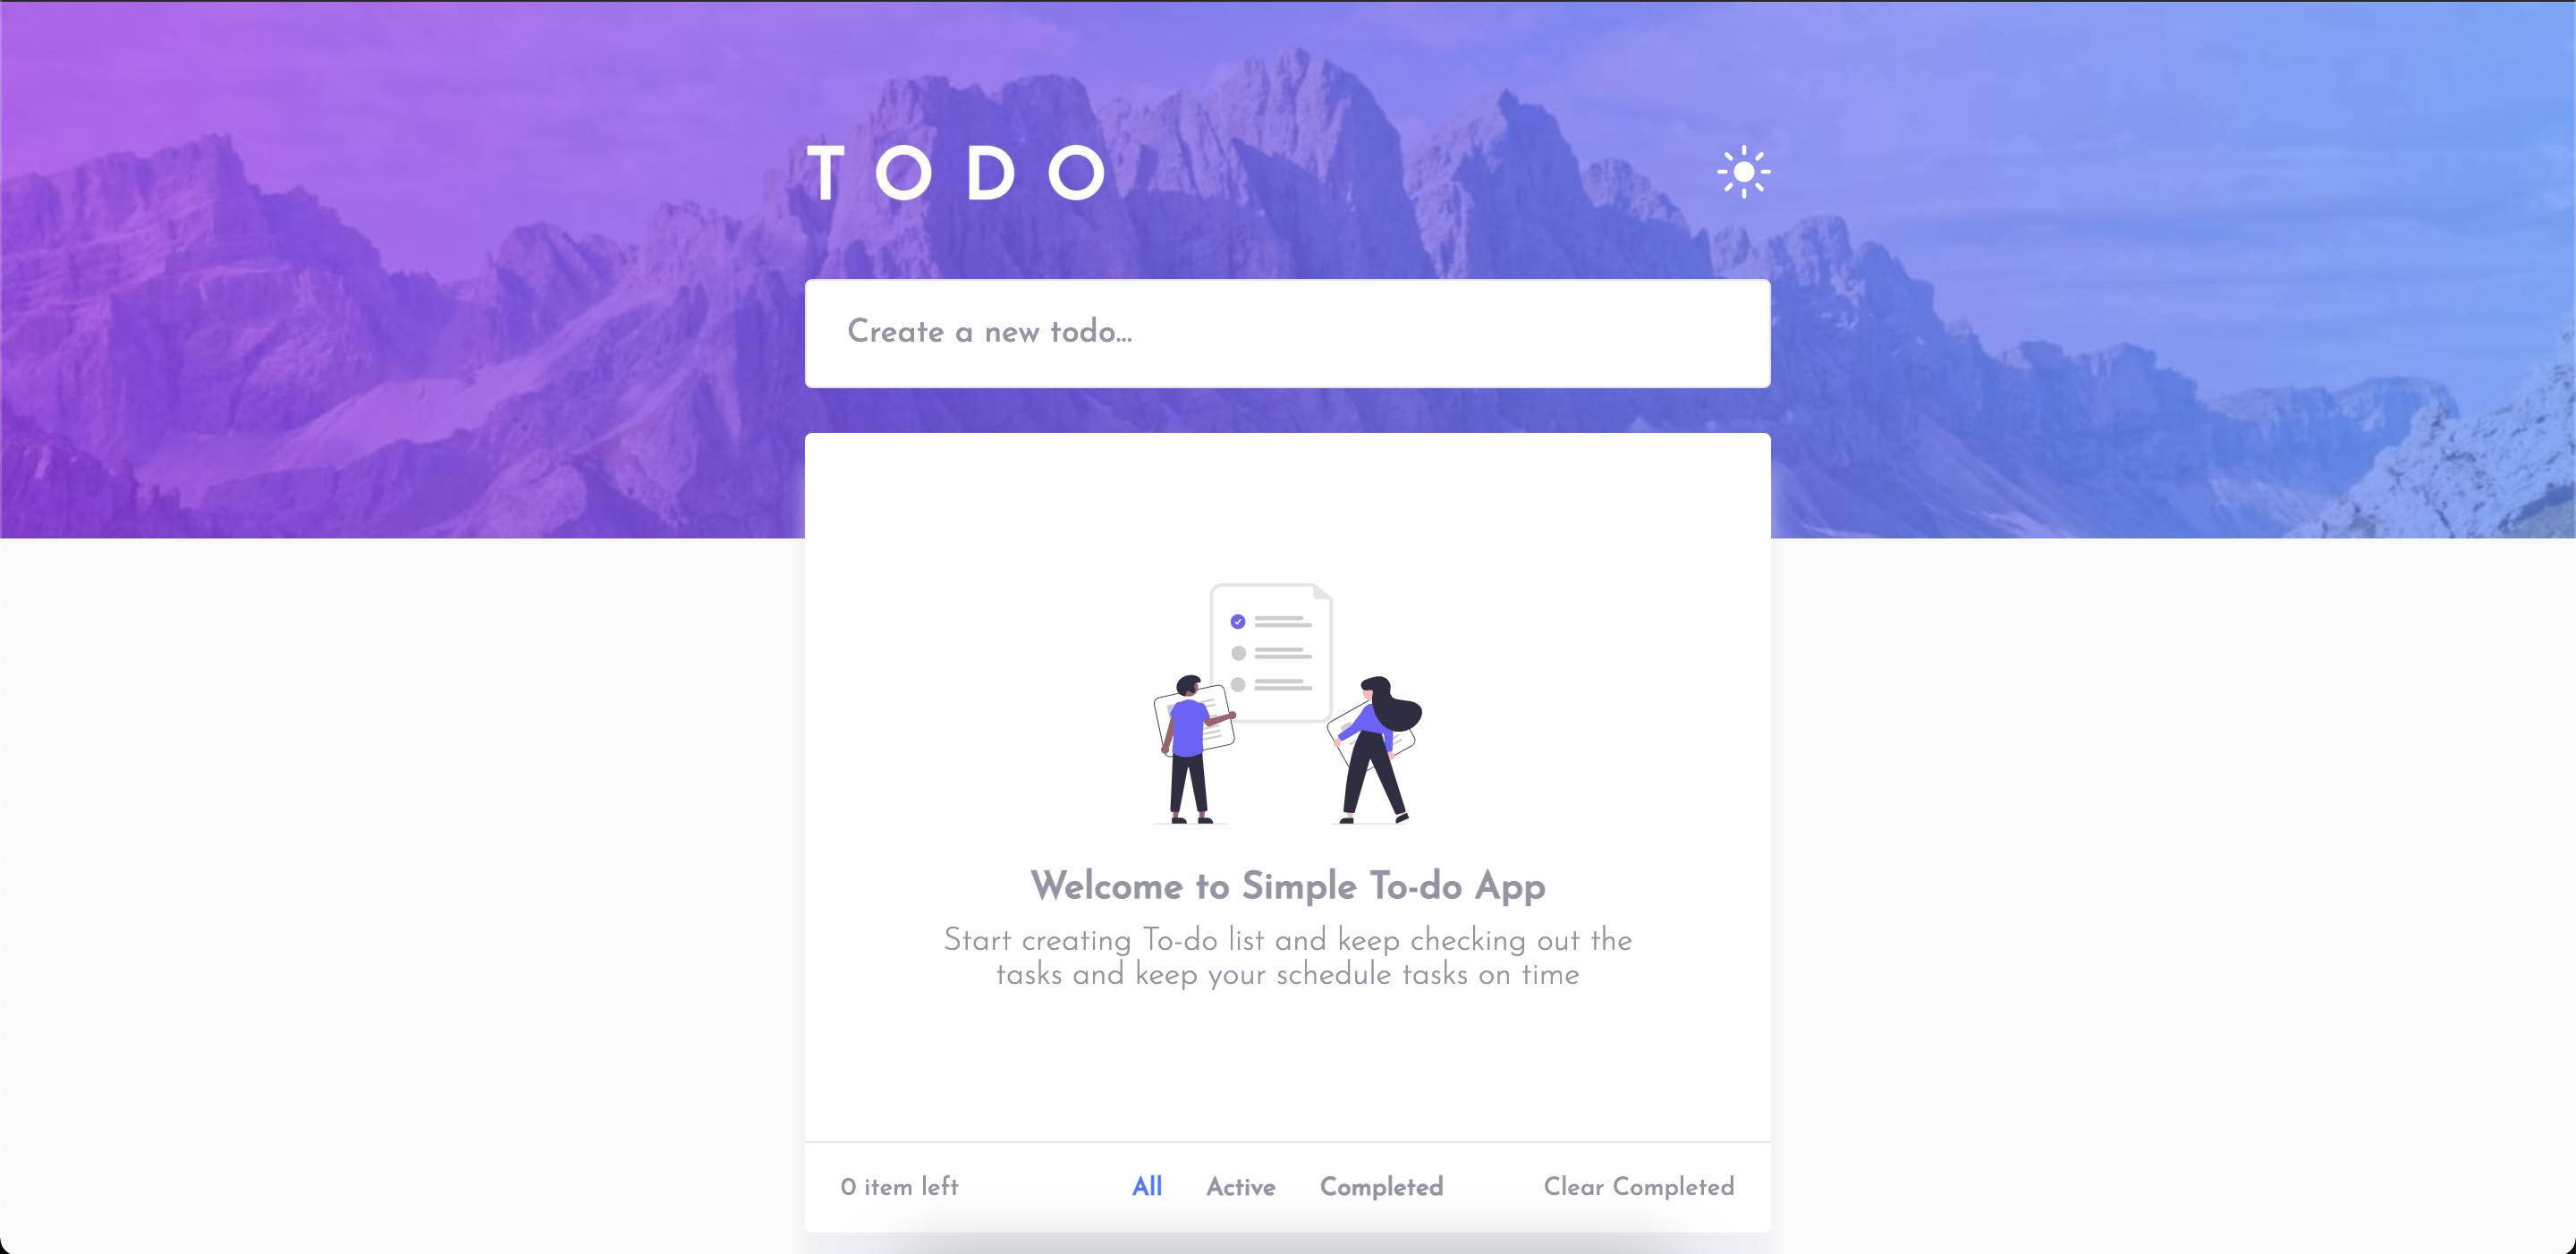 TODO
Create a new todo...
Welcome to Simple To-do App
Start creating To-do list and keep checking out the
tasks and keep your schedule tasks on time
0 item left All Active Completed Clear Completed